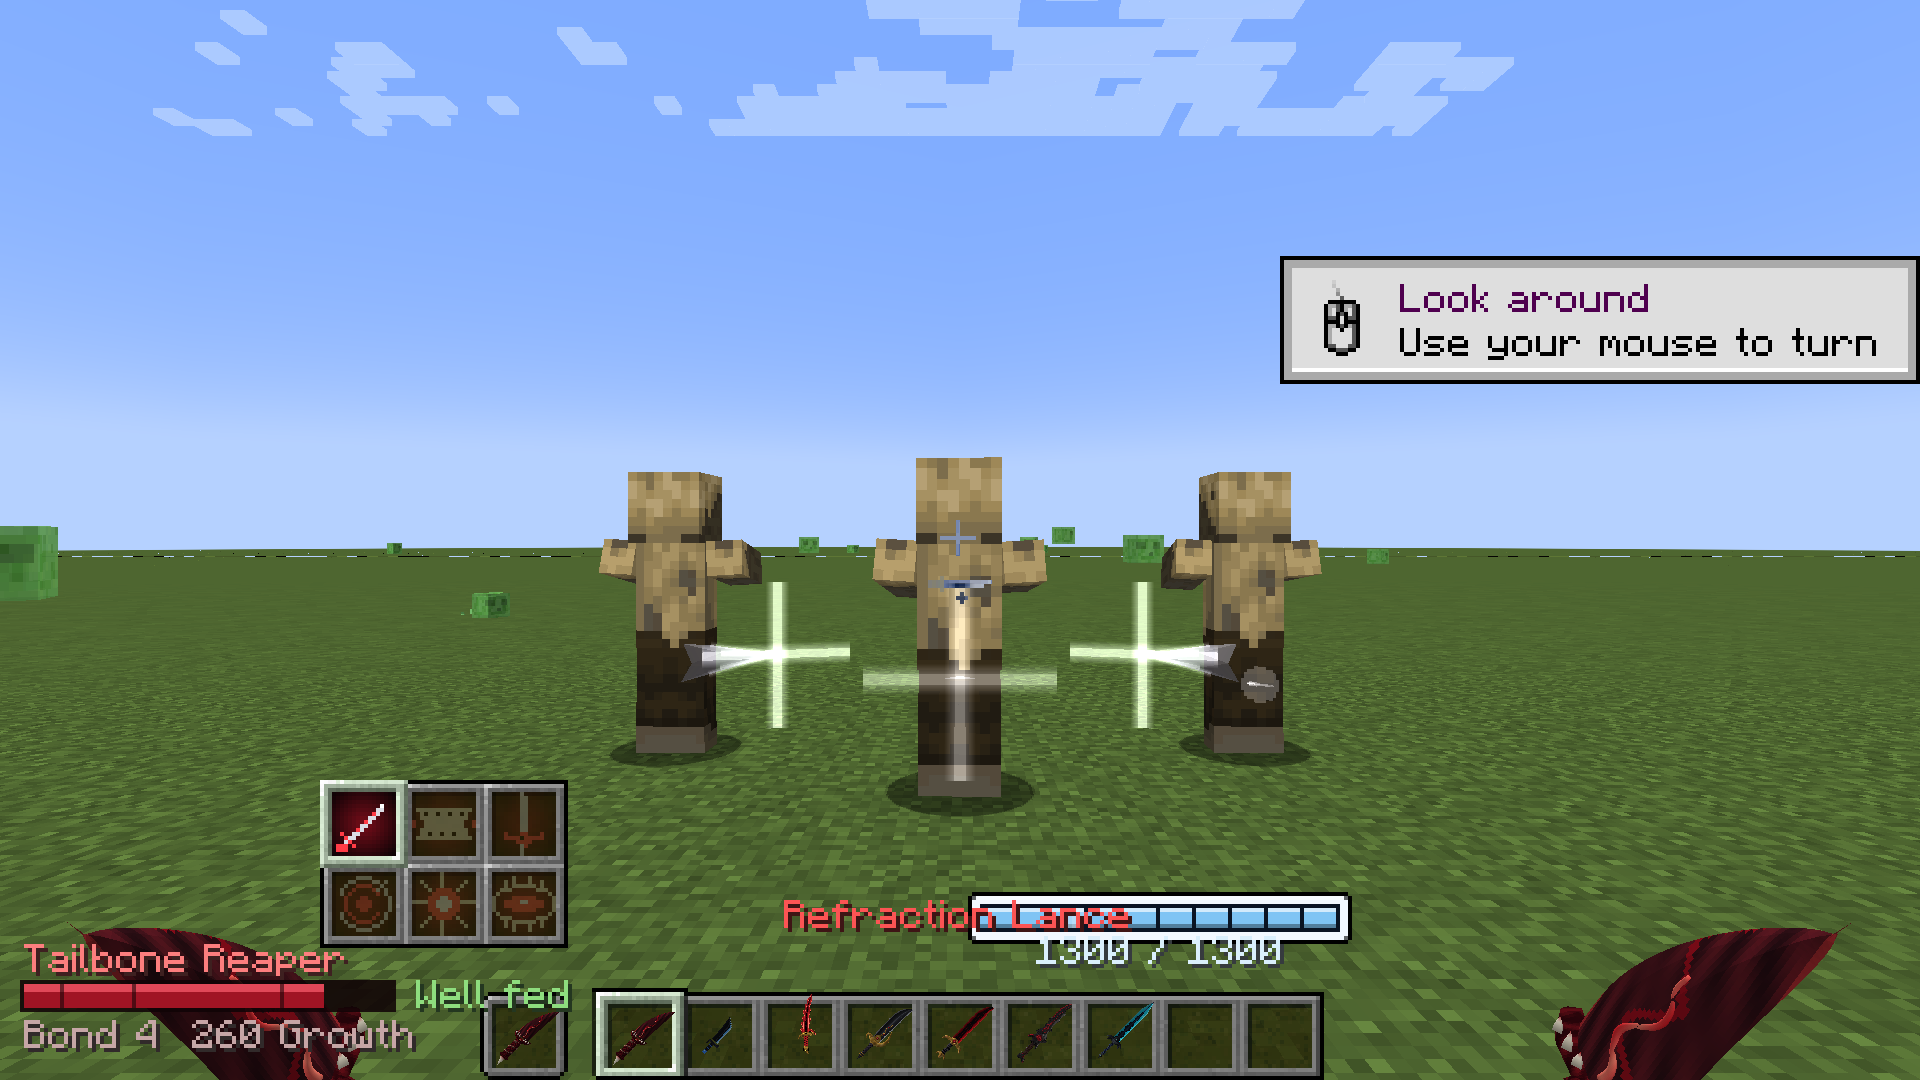 Look around
Use your mouse to turn
Refraction Lance
1300 / 1300
Tailbone Reaper
Well fed
Bond 4 260 Growth